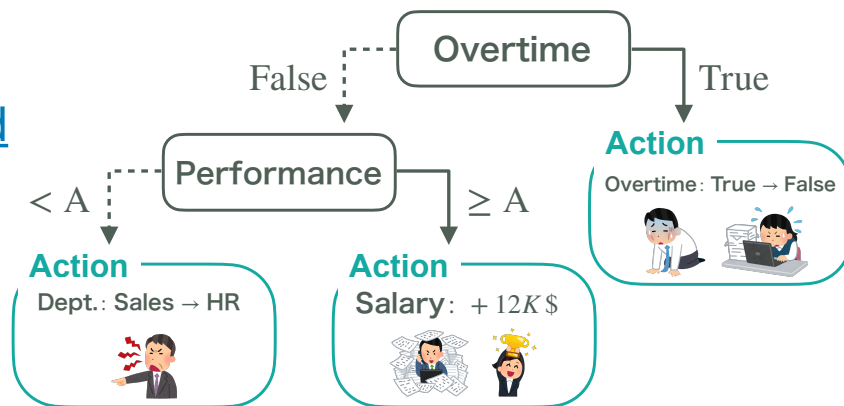 Overtime
False
True
d
Performance
Action
Overtime: True → False
< A
≥ A
Action
Dept.: Sales → HR
Action
Salary: + 12K $